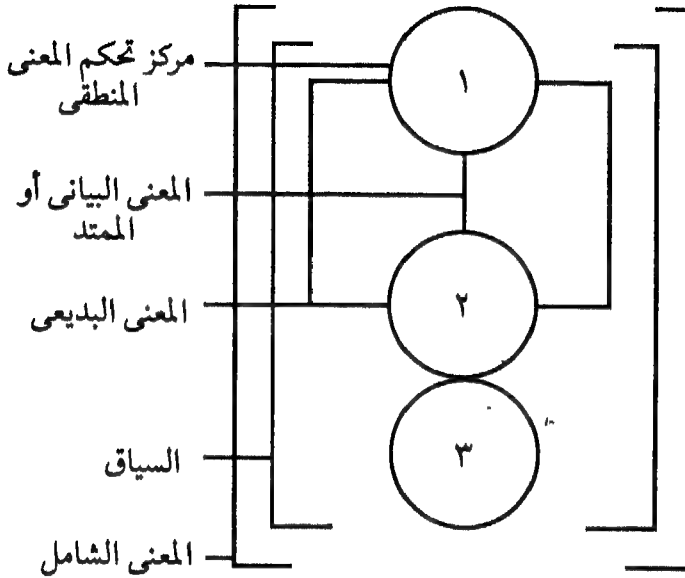 مركز تحكم المعنى
المنطقى
١
المعنى البيانى أو
الممتد
٢
المعنى البديعى
٣
السياق
المعنى الشامل